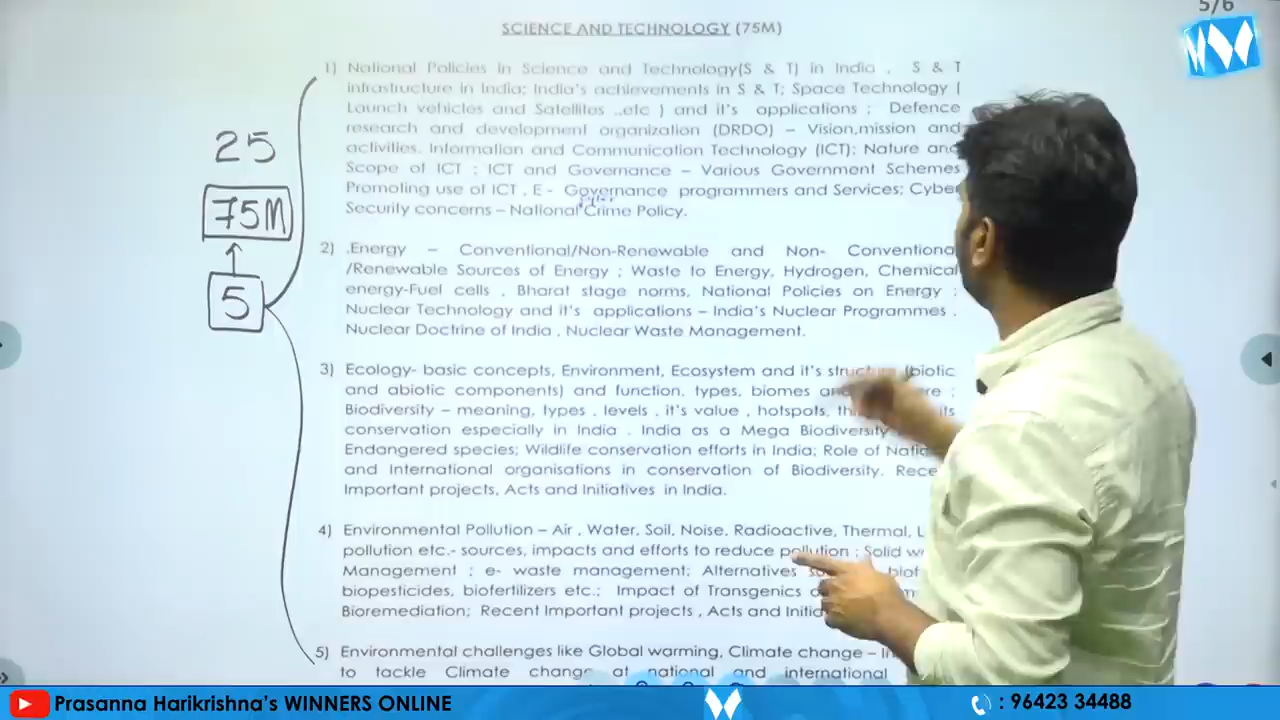 5/6
SCIENCE AND TECHNOLOGY (75M)
1) National Policies in Science and Technology(S & T) in India , S & T
infrastructure in India; India's achievements in S & T; Space Technology (
Launch vehicles and Satellites ..etc ) and it's applications ; Defence
research and development organization (DRDO) – Vision,mission and
activities. Information and Communication Technology (ICT): Nature and
Scope of ICT ; ICT and Governance – Various Government Schemes
Promoting use of ICT , E - Governance programmers and Services; Cyber
cyber
Security concerns – National Crime Policy.
2) .Energy – Conventional/Non-Renewable and Non- Conventional
/Renewable Sources of Energy ; Waste to Energy, Hydrogen, Chemical
energy-Fuel cells , Bharat stage norms, National Policies on Energy ;
Nuclear Technology and it's applications – India's Nuclear Programmes ,
Nuclear Doctrine of India , Nuclear Waste Management.
3) Ecology- basic concepts, Environment, Ecosystem and it's structure (biotic
and abiotic components) and function, types, biomes ;
Biodiversity – meaning, types , levels , it's value , hotspots, its
conservation especially in India . India as a Mega Biodiversity
Endangered species; Wildlife conservation efforts in India; Role of
and International organisations in conservation of Biodiversity.
Important projects, Acts and Initiatives in India.
4) Environmental Pollution – Air , Water, Soil, Noise, Radioactive, Thermal,
pollution etc.- sources, impacts and efforts to reduce pollution ; Solid
Management ; e- waste management; Alternatives
biopesticides, biofertilizers etc.; Impact of Transgenics
Bioremediation; Recent Important projects , Acts and
5) Environmental challenges like Global warming, Climate change –
to tackle Climate change at national and international
25
75M
5
Prasanna Harikrishna's WINNERS ONLINE
: 96423 34488